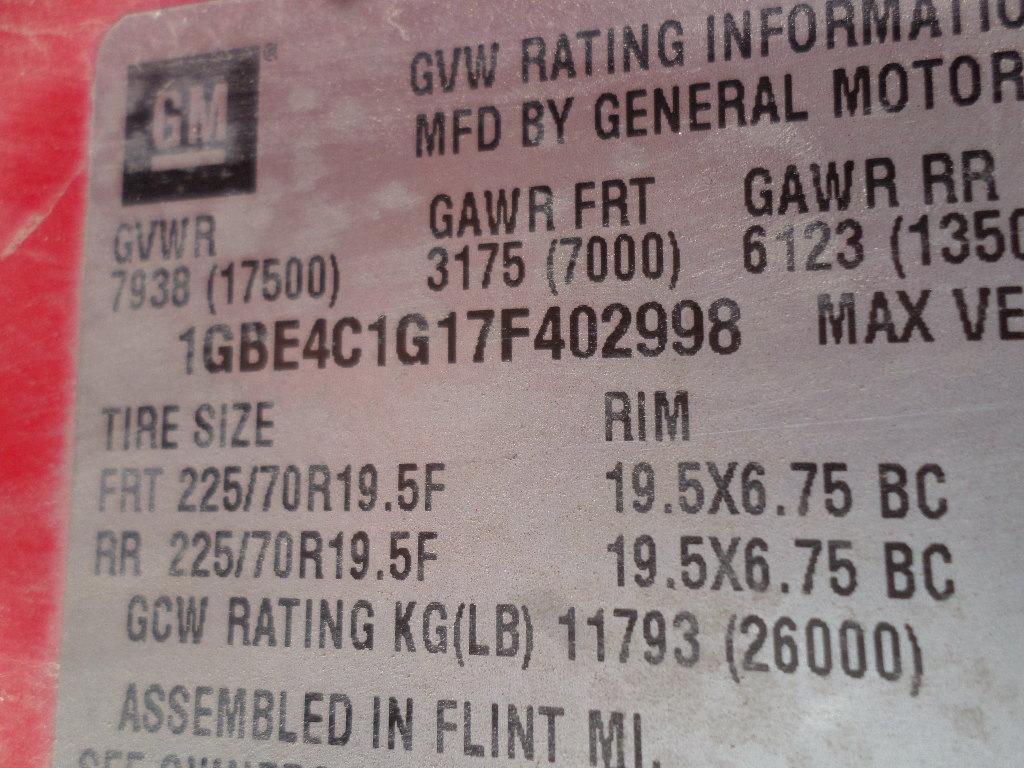 GM ®
GVW RATING INFORMATIO
MFD BY GENERAL MOTOR
GVWR GAWR FRT GAWR RR
7938 (17500) 3175 (7000) 6123 (1350
1GBE4C1G17F402998 MAX VE
TIRE SIZE RIM
FRT 225/70R19.5F 19.5X6.75 BC
RR 225/70R19.5F 19.5X6.75 BC
GCW RATING KG(LB) 11793 (26000)
ASSEMBLED IN FLINT MI.